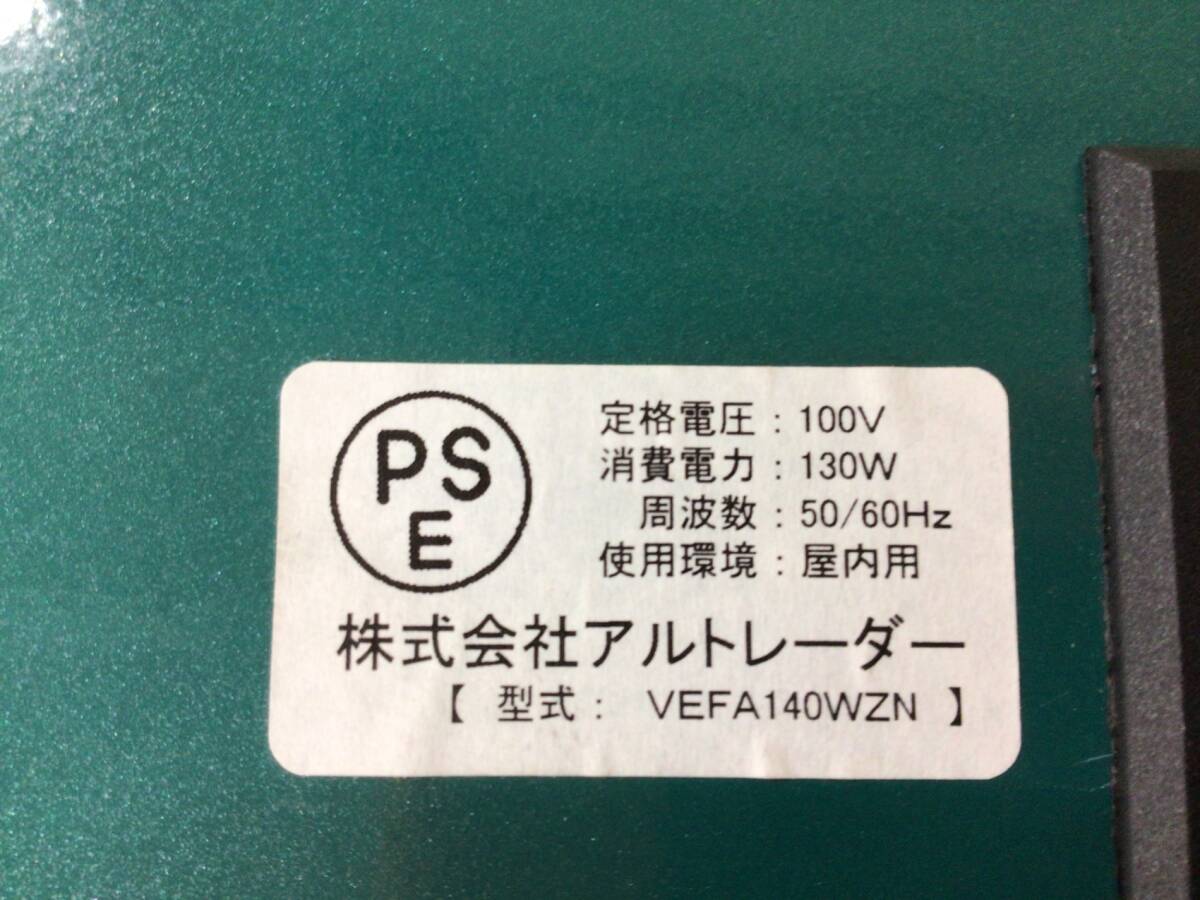 PS
E
定格電圧：100V
消費電力：130W
周波数：50/60Hz
使用環境：屋内用
株式会社アルトレーダー
【 型式： VEFA140WZN 】